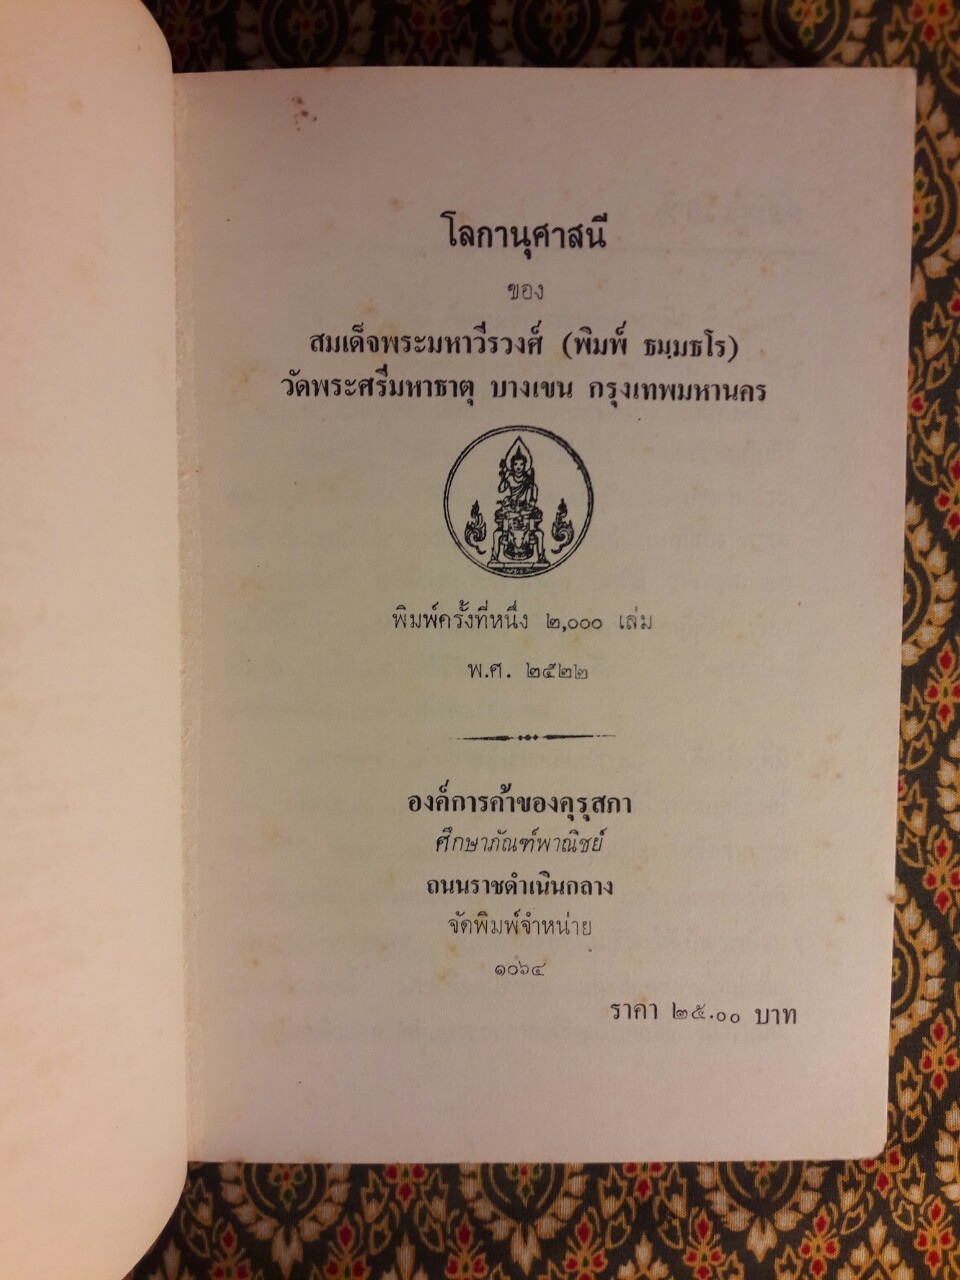 โลกานุศาสนี
ของ
สมเด็จพระมหาวีรวงศ์ (พิมพ์ ธมฺมธโร)
วัดพระศรีมหาธาตุ บางเขน กรุงเทพมหานคร
พิมพ์ครั้งที่หนึ่ง ๒,๐๐๐ เล่ม
พ.ศ. ๒๕๒๒
องค์การค้าของคุรุสภา
ศึกษาภัณฑ์พาณิชย์
ถนนราชดำเนินกลาง
จัดพิมพ์จำหน่าย
๑๐๖๔
ราคา ๒๕.๐๐ บาท